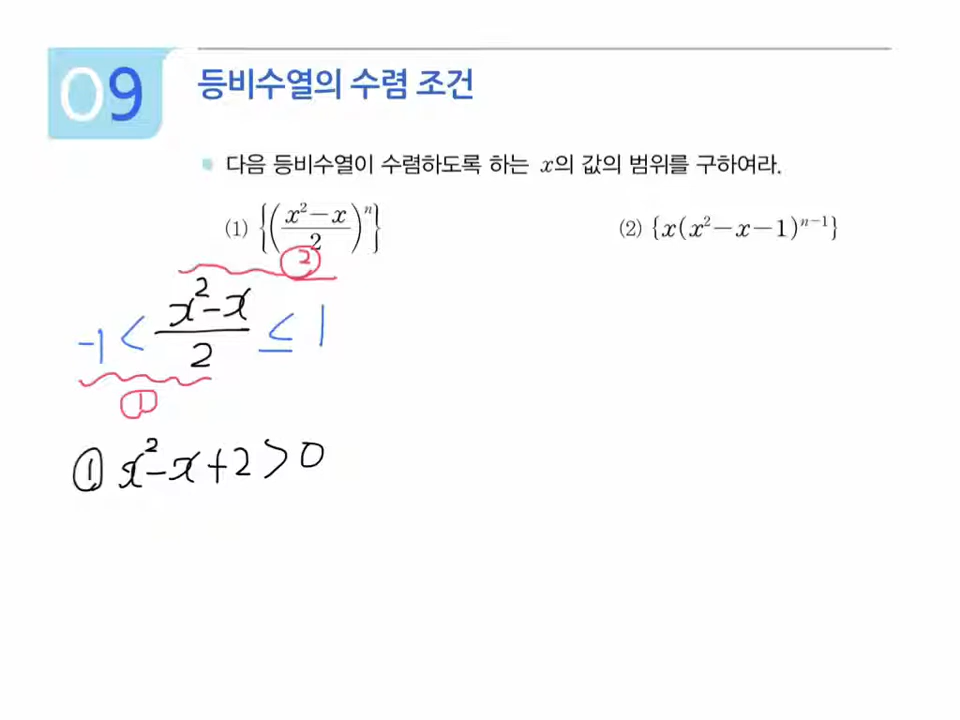 09 등비수열의 수렴 조건
다음 등비수열이 수렴하도록 하는 x의 값의 범위를 구하여라.
(1) {((x²−x)/2)ⁿ} (2) {x(x²−x−1)ⁿ⁻¹}
②
-1 < (x²−x)/2 ≤ 1
①
① x²−x+2>0